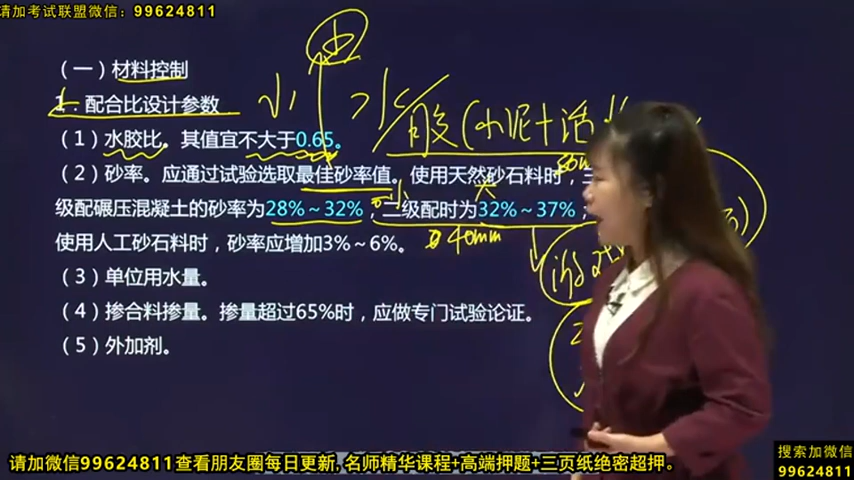 请加考试联盟微信：99624811
（一）材料控制
1．配合比设计参数
（1）水胶比。其值宜不大于0.65。
（2）砂率。应通过试验选取最佳砂率值。使用天然砂石料时，三
级配碾压混凝土的砂率为28%～32%，二级配时为32%～37%；
使用人工砂石料时，砂率应增加3%～6%。
（3）单位用水量。
（4）掺合料掺量。掺量超过65%时，应做专门试验论证。
（5）外加剂。
水/胶(水泥+活
40mm
请加微信99624811查看朋友圈每日更新,名师精华课程+高端押题+三页纸绝密超押。
搜索加微信
99624811